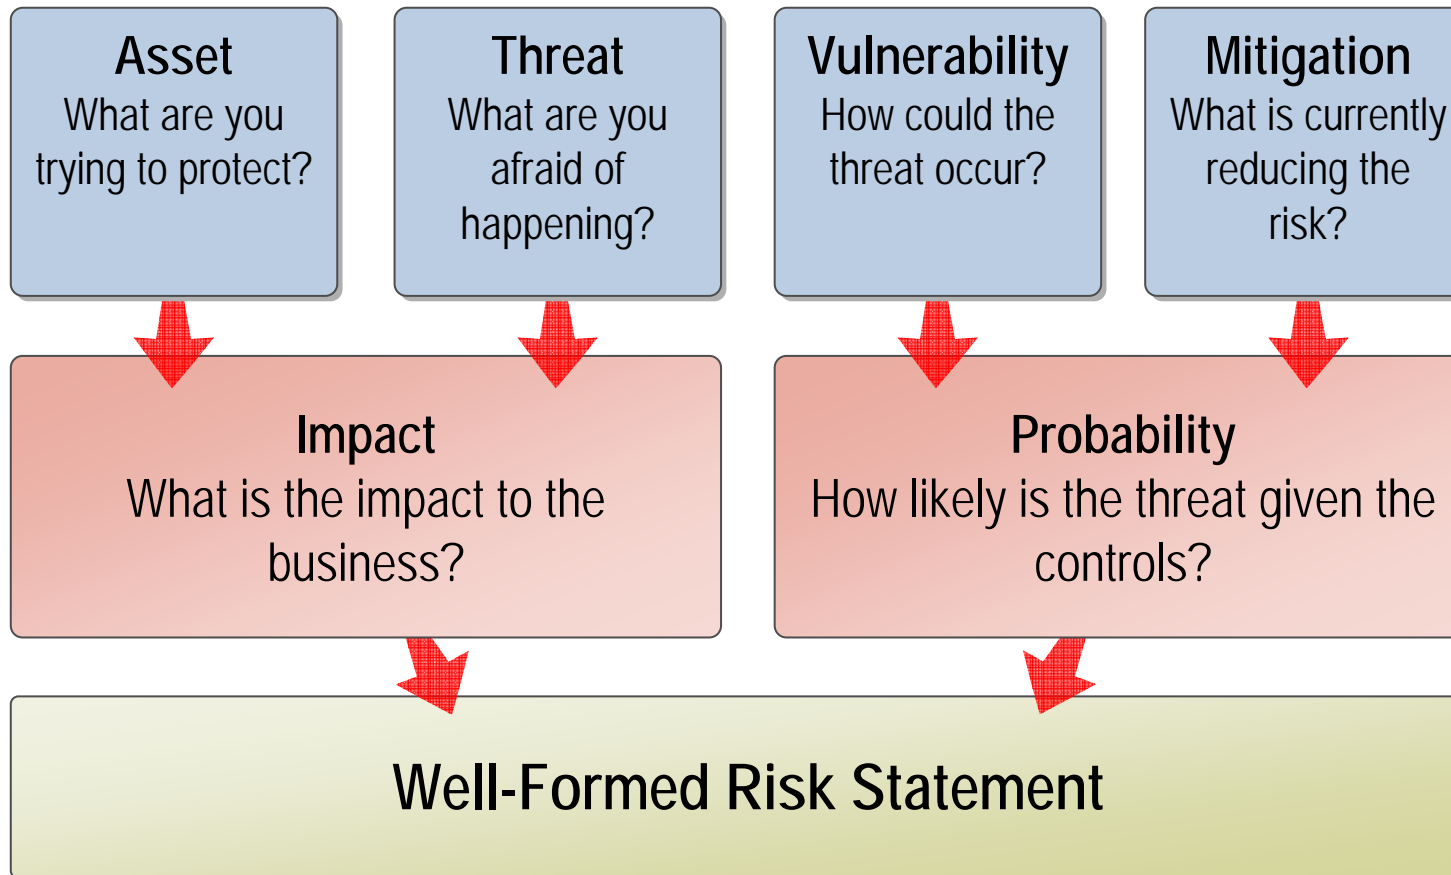 Asset
What are you
trying to protect?
Threat
What are you
afraid of
happening?
Vulnerability
How could the
threat occur?
Mitigation
What is currently
reducing the
risk?
Impact
What is the impact to the
business?
Probability
How likely is the threat given the
controls?
Well-Formed Risk Statement